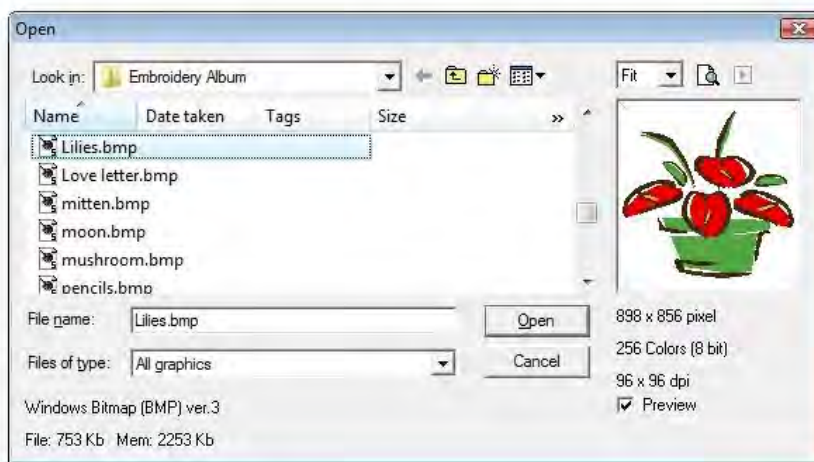 Open
Look in: Embroidery Album
Fit
Name Date taken Tags Size »
Lilies.bmp
Love letter.bmp
mitten.bmp
moon.bmp
mushroom.bmp
pencils.bmp
File name: Lilies.bmp Open
Files of type: All graphics Cancel
Windows Bitmap (BMP) ver.3
File: 753 Kb Mem: 2253 Kb
898 x 856 pixel
256 Colors (8 bit)
96 x 96 dpi
Preview